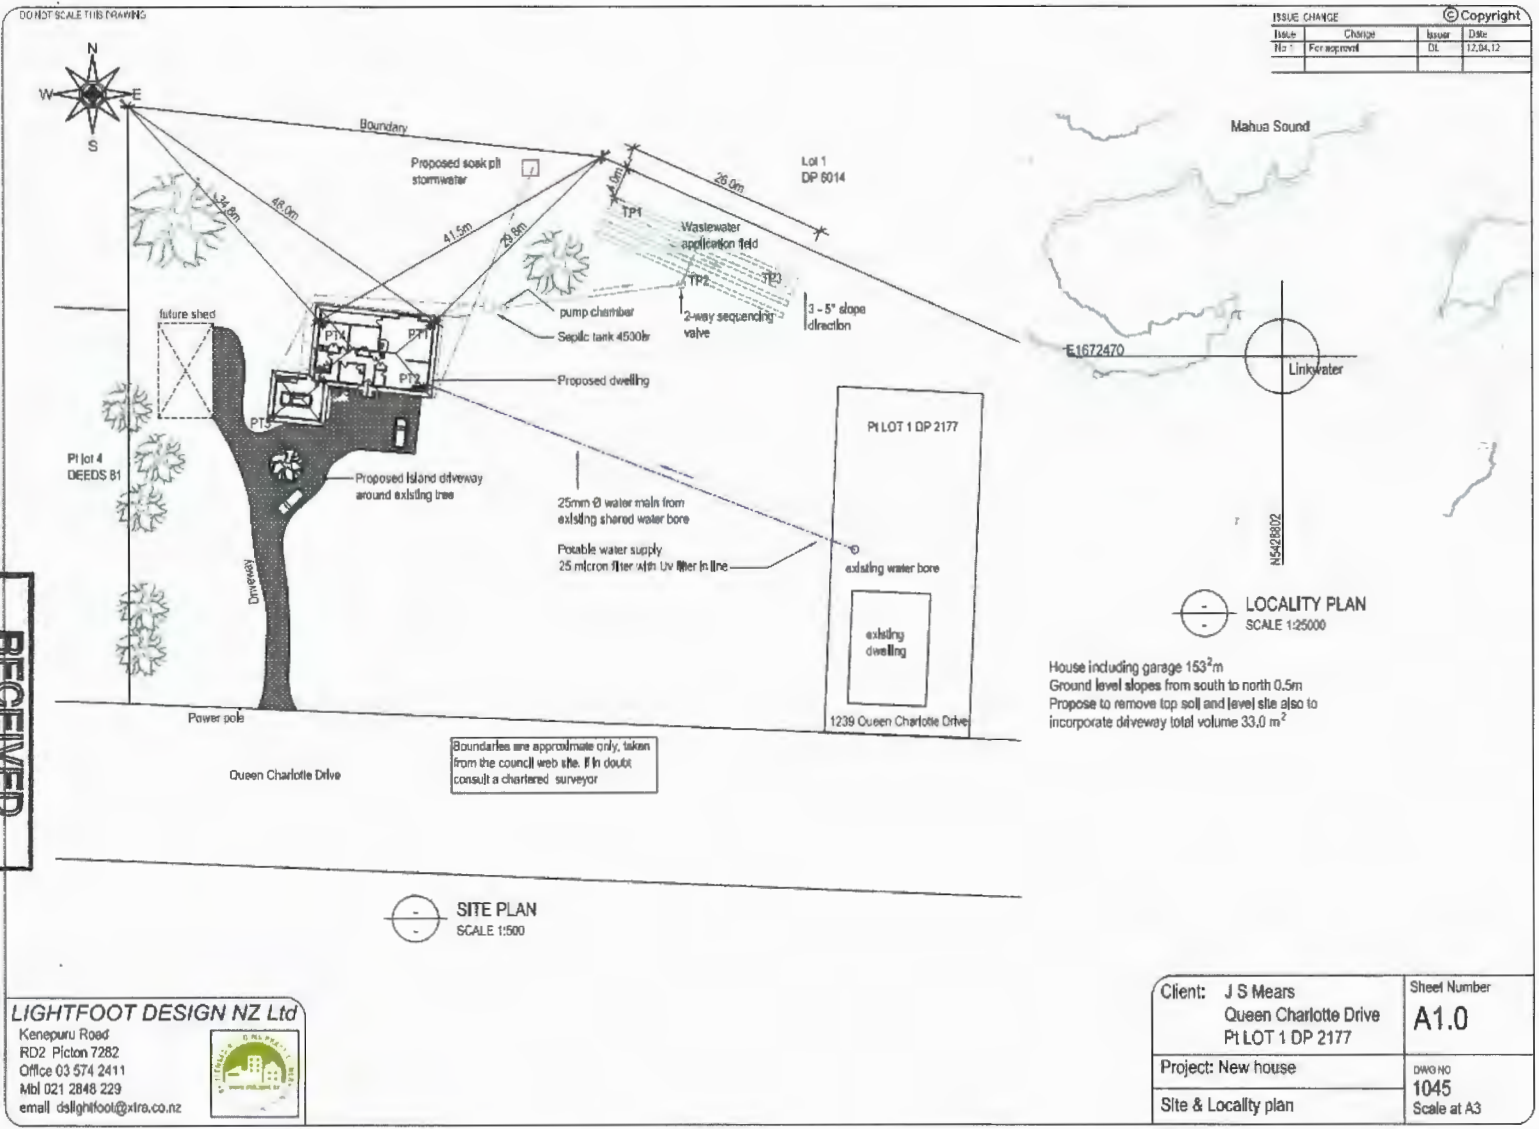 DO NOT SCALE THIS DRAWING
ISSUE CHANGE
© Copyright
Issue Change Issuer Date
No 1 For approval DL 12.04.12
N
W E
S
Boundary
Proposed soak pit
stormwater
34.8m
48.0m
41.5m
29.8m
4.0m
26.0m
Lot 1
DP 6014
TP1
Wastewater
application field
TP2
TP3
3 - 5° slope
direction
2-way sequencing
valve
pump chamber
Septic tank 4500ltr
Proposed dwelling
future shed
PT4
PT1
PT2
PT3
Pt lot 4
DEEDS 81
Proposed island driveway
around existing tree
25mm Ø water main from
existing shared water bore
Potable water supply
25 micron filter with Uv filter in line
Driveway
Pt LOT 1 DP 2177
existing water bore
existing
dwelling
1239 Queen Charlotte Drive
Power pole
Queen Charlotte Drive
Boundaries are approximate only, taken
from the council web site. If in doubt
consult a chartered surveyor
SITE PLAN
SCALE 1:500
Mahua Sound
E1672470
Linkwater
N5428802
LOCALITY PLAN
SCALE 1:25000
House including garage 153²m
Ground level slopes from south to north 0.5m
Propose to remove top soil and level site also to
incorporate driveway total volume 33.0 m²
RECEIVED
LIGHTFOOT DESIGN NZ Ltd
Kenepuru Road
RD2 Picton 7282
Office 03 574 2411
Mbl 021 2848 229
email dslightfoot@xtra.co.nz
Client: J S Mears
Queen Charlotte Drive
Pt LOT 1 DP 2177
Project: New house
Site & Locality plan
Sheet Number
A1.0
DWG NO
1045
Scale at A3